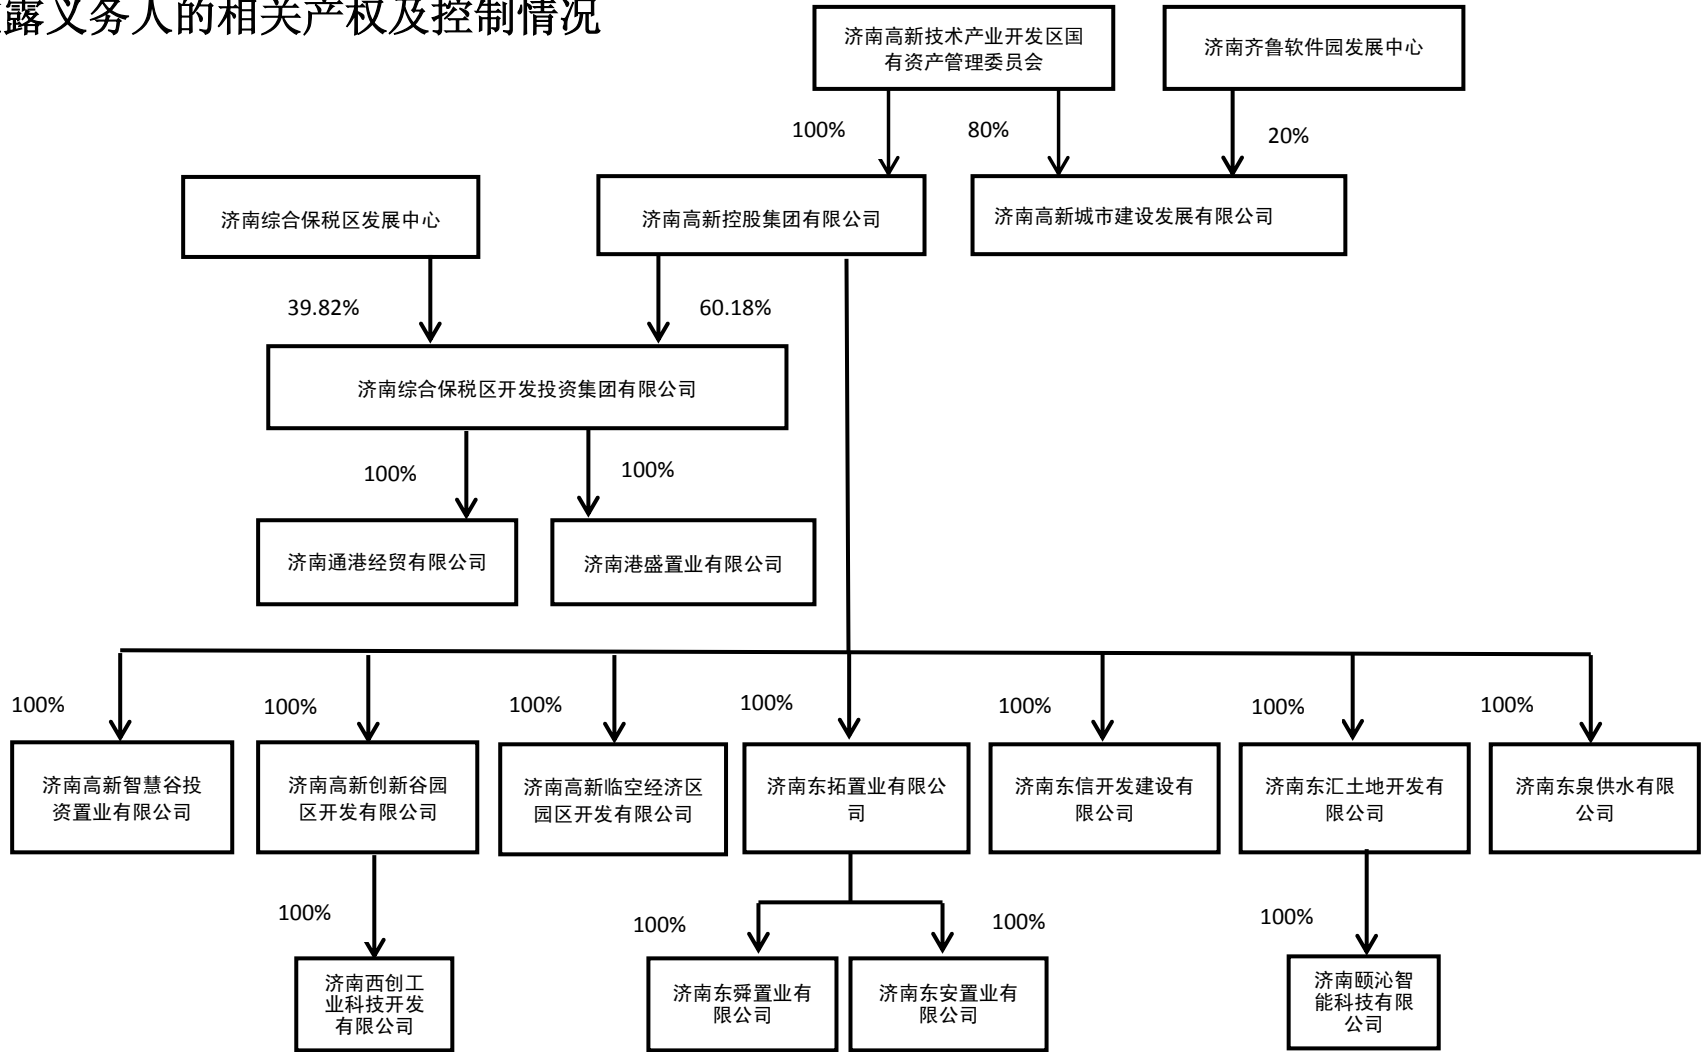 露义务人的相关产权及控制情况
济南高新技术产业开发区国
有资产管理委员会
济南齐鲁软件园发展中心
100%
80%
20%
济南综合保税区发展中心
济南高新控股集团有限公司
济南高新城市建设发展有限公司
39.82%
60.18%
济南综合保税区开发投资集团有限公司
100%
100%
济南通港经贸有限公司
济南港盛置业有限公司
100%
100%
100%
100%
100%
100%
100%
济南高新智慧谷投
资置业有限公司
济南高新创新谷园
区开发有限公司
济南高新临空经济区
园区开发有限公司
济南东拓置业有限公
司
济南东信开发建设有
限公司
济南东汇土地开发有
限公司
济南东泉供水有限
公司
100%
100%
100%
100%
济南西创工
业科技开发
有限公司
济南东舜置业有
限公司
济南东安置业有
限公司
济南颐沁智
能科技有限
公司